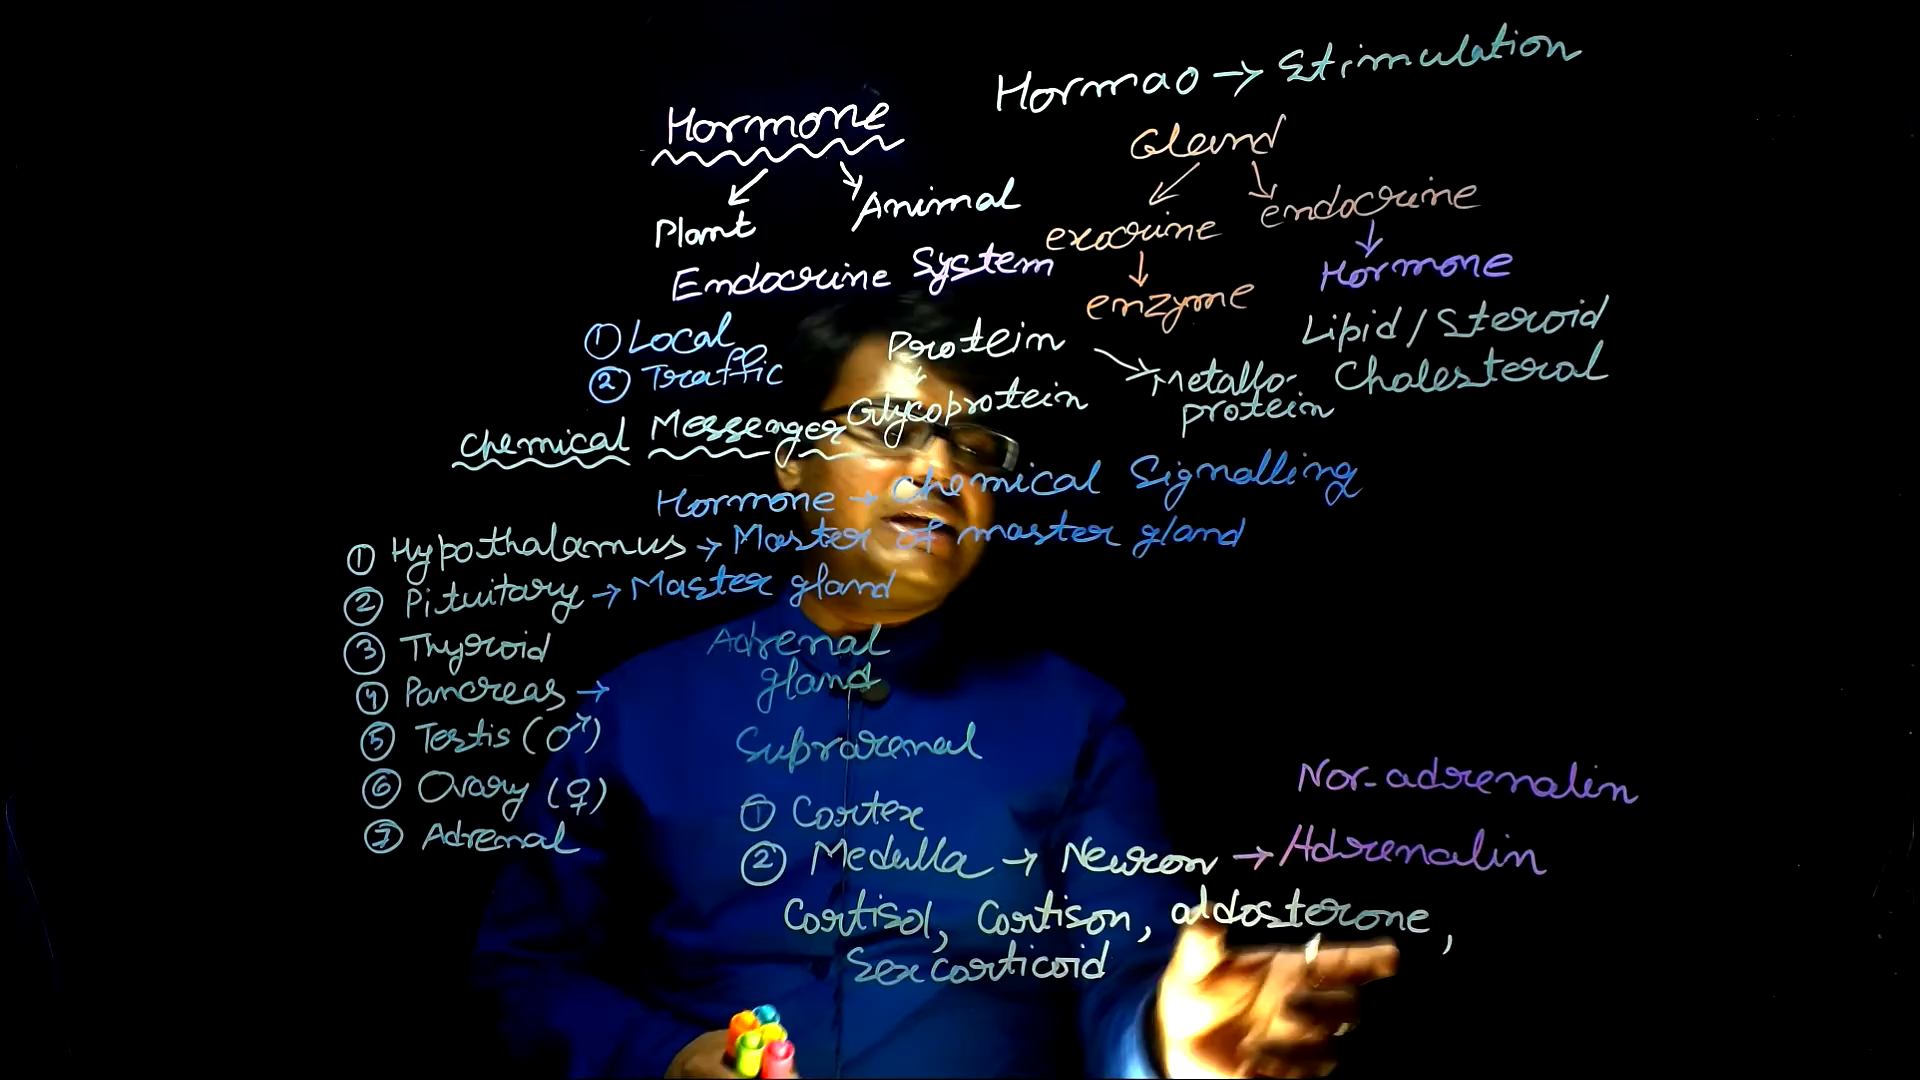 Hormao → Stimulation
Hormone
Plant
Animal
Gland
exocrine
endocrine
enzyme
Hormone
Endocrine System
① Local
② Traffic
Protein
Glycoprotein
Metallo-
protein
Lipid / Steroid
Cholesteral
Chemical Messenger
Hormone → Chemical Signalling
① Hypothalamus → Master of master gland
② Pituitary → Master gland
③ Thyroid
④ Pancreas →
⑤ Testis (♂)
⑥ Ovary (♀)
⑦ Adrenal
Adrenal
gland
Suprarenal
① Cortex
② Medulla → Neuron → Adrenalin
Nor-adrenalin
Cortisol, Cortison, aldosterone,
Sexcorticoid